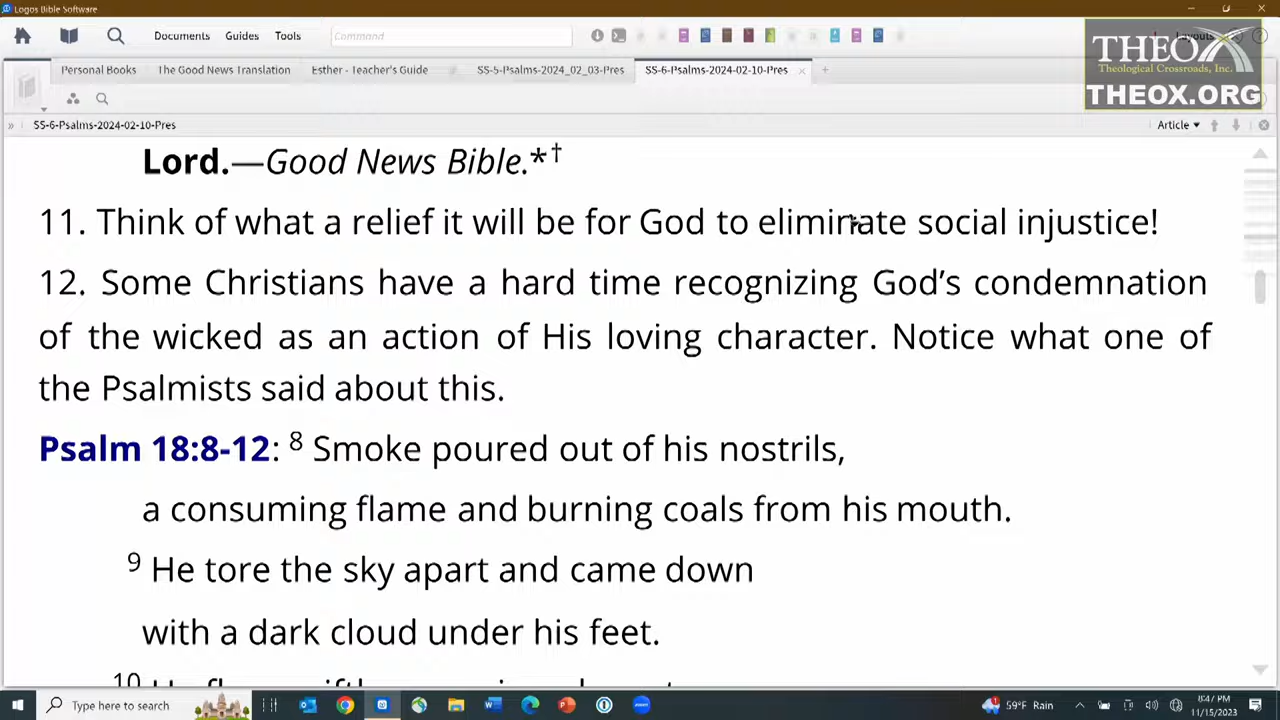 Logos Bible Software
Documents Guides Tools Command Layouts
THEOX
Theological Crossroads, Inc.
THEOX.ORG
Personal Books The Good News Translation Esther - Teacher's Guide Psalms-2024_02_03-Pres SS-6-Psalms-2024-02-10-Pres
SS-6-Psalms-2024-02-10-Pres Article
Lord.—Good News Bible.*†
11. Think of what a relief it will be for God to eliminate social injustice!
12. Some Christians have a hard time recognizing God's condemnation
of the wicked as an action of His loving character. Notice what one of
the Psalmists said about this.
Psalm 18:8-12: 8 Smoke poured out of his nostrils,
a consuming flame and burning coals from his mouth.
9 He tore the sky apart and came down
with a dark cloud under his feet.
10
Type here to search
59°F Rain
8:47 PM
11/15/2023